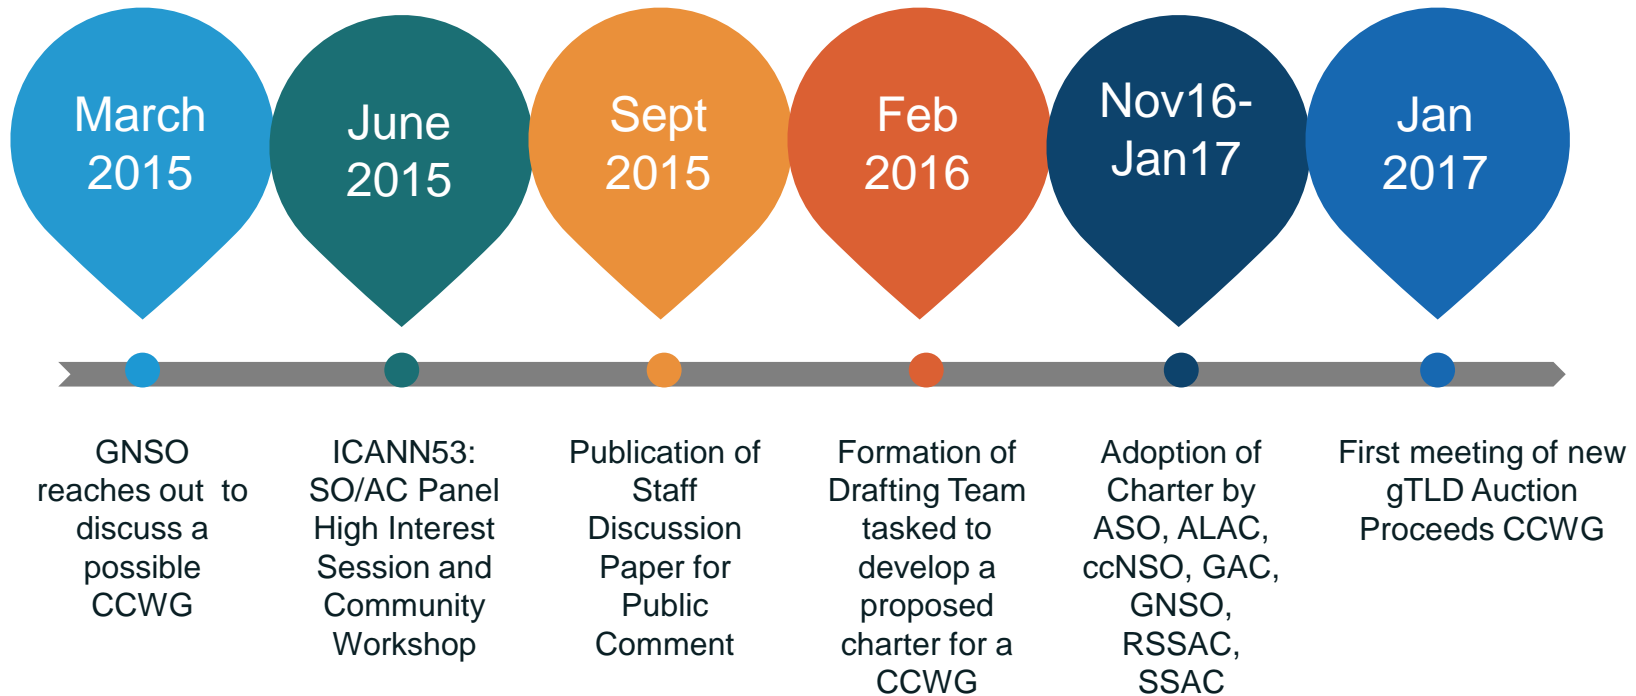 March
2015
June
2015
Sept
2015
Feb
2016
Nov16-
Jan17
Jan
2017
GNSO
reaches out  to
discuss a
possible
CCWG
ICANN53:
SO/AC Panel
High Interest
Session and
Community
Workshop
Publication of
Staff
Discussion
Paper for
Public
Comment
Formation of
Drafting Team
tasked to
develop a
proposed
charter for a
CCWG
Adoption of
Charter by
ASO, ALAC,
ccNSO, GAC,
GNSO,
RSSAC,
SSAC
First meeting of new
gTLD Auction
Proceeds CCWG